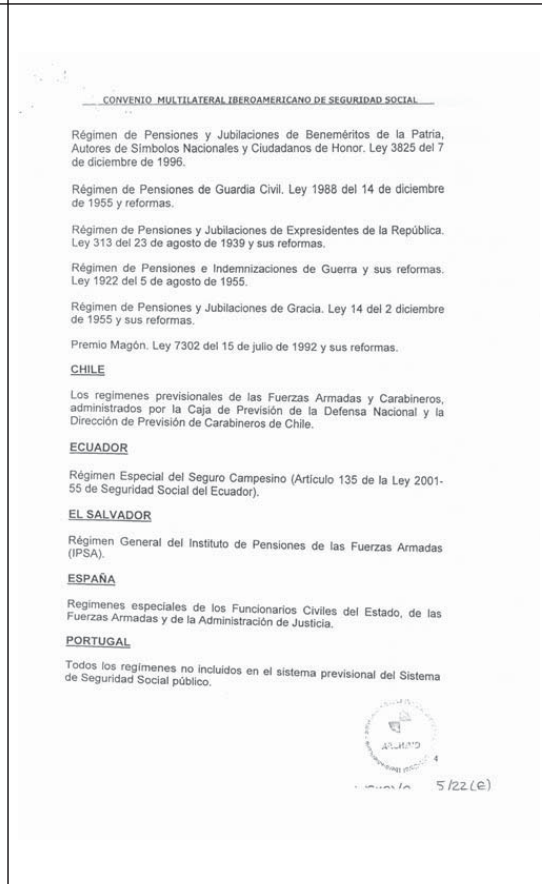 CONVENIO MULTILATERAL IBEROAMERICANO DE SEGURIDAD SOCIAL
Régimen de Pensiones y Jubilaciones de Beneméritos de la Patria,
Autores de Símbolos Nacionales y Ciudadanos de Honor. Ley 3825 del 7
de diciembre de 1996.
Régimen de Pensiones de Guardia Civil. Ley 1988 del 14 de diciembre
de 1955 y reformas.
Régimen de Pensiones y Jubilaciones de Expresidentes de la República.
Ley 313 del 23 de agosto de 1939 y sus reformas.
Régimen de Pensiones e Indemnizaciones de Guerra y sus reformas.
Ley 1922 del 5 de agosto de 1955.
Régimen de Pensiones y Jubilaciones de Gracia. Ley 14 del 2 diciembre
de 1955 y sus reformas.
Premio Magón. Ley 7302 del 15 de julio de 1992 y sus reformas.
CHILE
Los regimenes previsionales de las Fuerzas Armadas y Carabineros,
administrados por la Caja de Previsión de la Defensa Nacional y la
Dirección de Previsión de Carabineros de Chile.
ECUADOR
Régimen Especial del Seguro Campesino (Artículo 135 de la Ley 2001-
55 de Seguridad Social del Ecuador).
EL SALVADOR
Régimen General del Instituto de Pensiones de las Fuerzas Armadas
(IPSA).
ESPAÑA
Regimenes especiales de los Funcionarios Civiles del Estado, de las
Fuerzas Armadas y de la Administración de Justicia.
PORTUGAL
Todos los regímenes no incluidos en el sistema previsional del Sistema
de Seguridad Social público.
4
5/22(e)